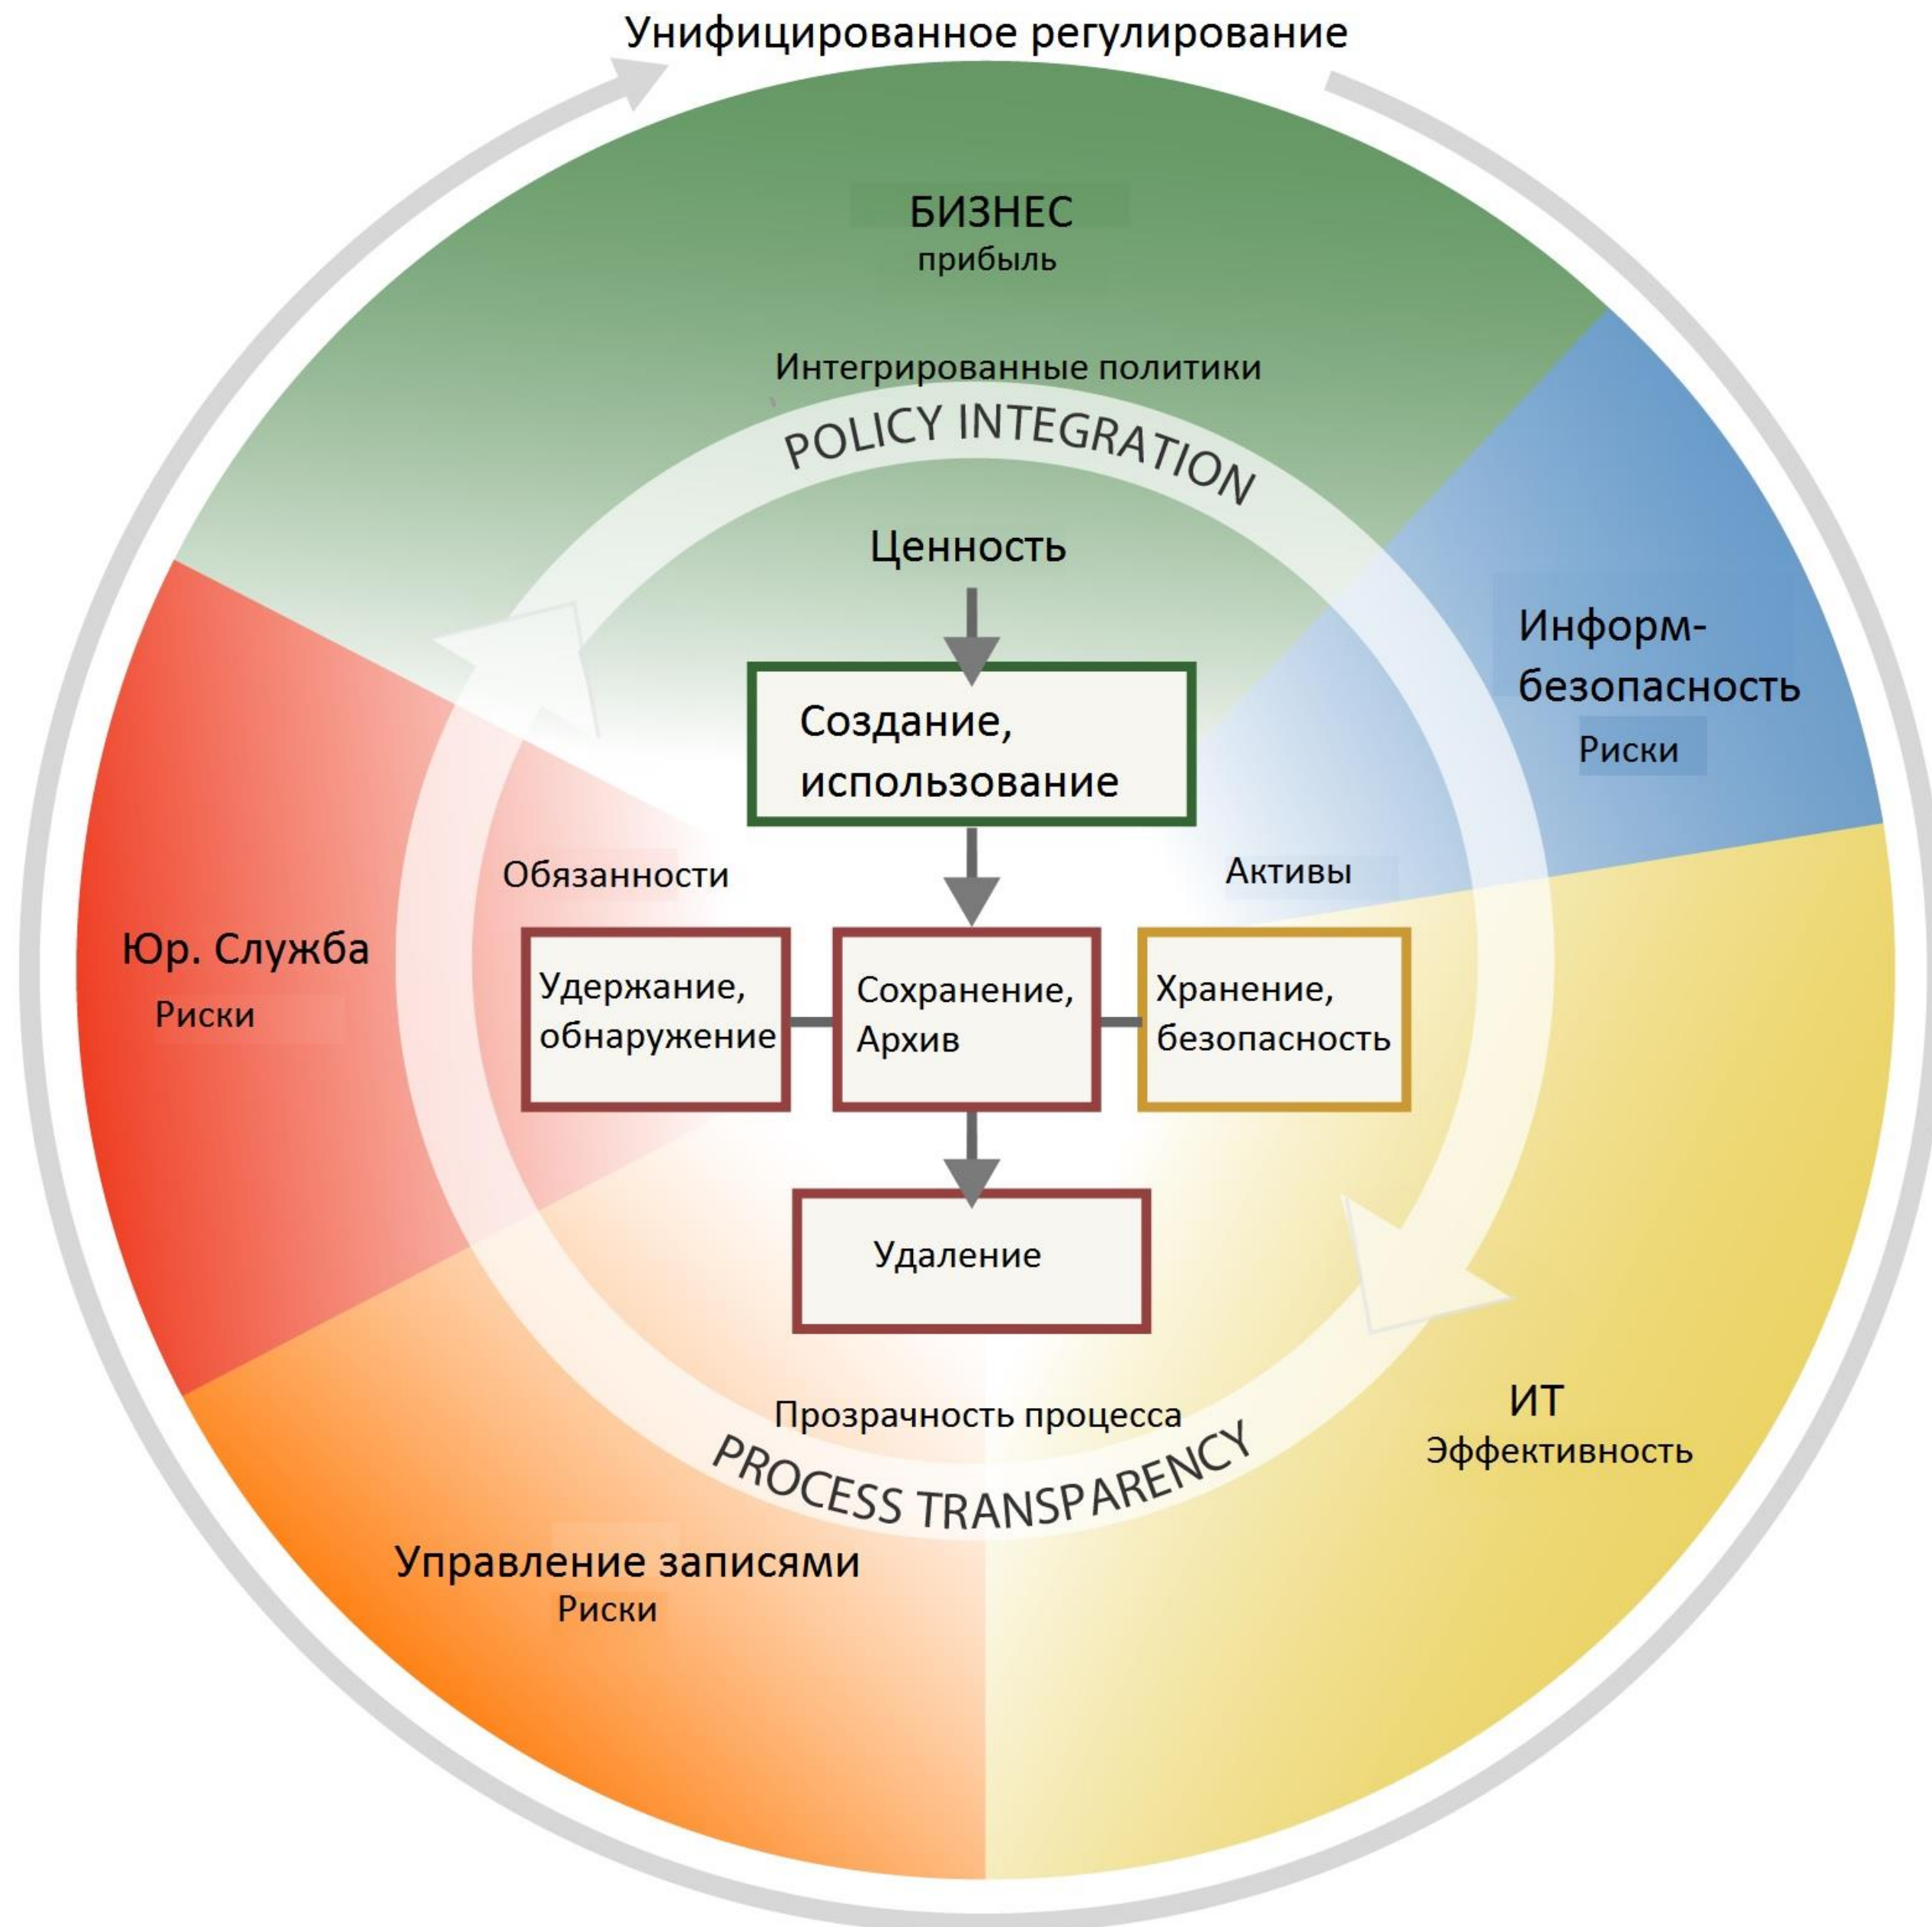 Унифицированное регулирование
БИЗНЕС
прибыль
Интегрированные политики
POLICY INTEGRATION
Ценность
Информ-
безопасность
Риски
Создание,
использование
Обязанности
Активы
Юр. Служба
Риски
Удержание,
обнаружение
Сохранение,
Архив
Хранение,
безопасность
Удаление
Прозрачность процесса
PROCESS TRANSPARENCY
ИТ
Эффективность
Управление записями
Риски